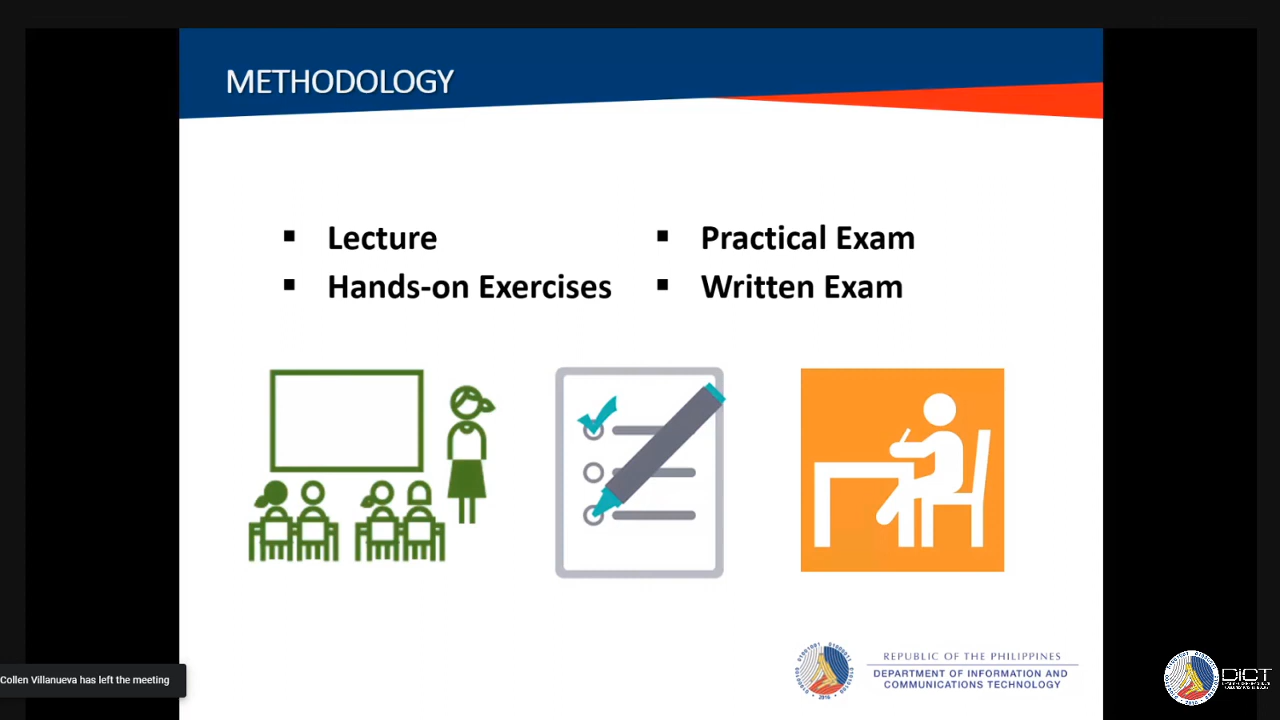 METHODOLOGY
▪ Lecture
▪ Hands-on Exercises
▪ Practical Exam
▪ Written Exam
REPUBLIC OF THE PHILIPPINES
DEPARTMENT OF INFORMATION AND
COMMUNICATIONS TECHNOLOGY
2016
Collen Villanueva has left the meeting
DICT